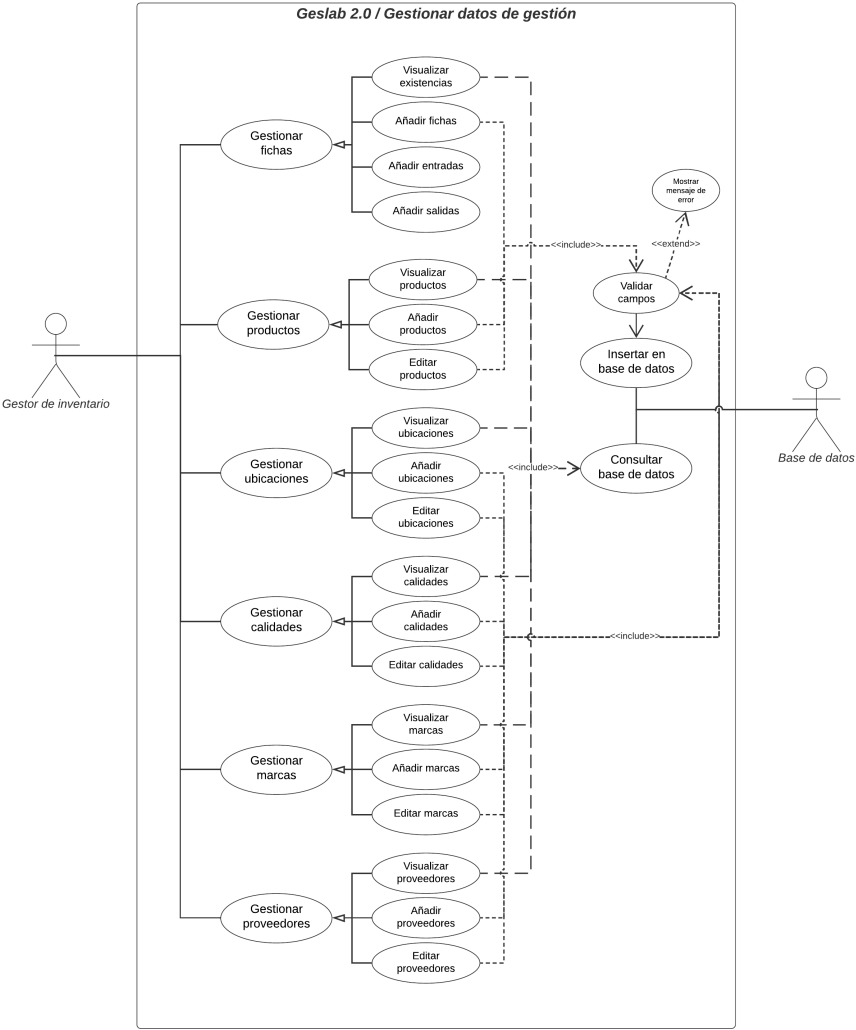 Geslab 2.0 / Gestionar datos de gestión
Visualizar
existencias
Añadir fichas
Gestionar
fichas
Añadir entradas
Añadir salidas
Mostrar
mensaje de
error
<<include>>
<<extend>>
Visualizar
productos
Validar
campos
Gestionar
productos
Añadir
productos
Editar
productos
Insertar en
base de datos
Gestor de inventario
Visualizar
ubicaciones
Gestionar
ubicaciones
Añadir
ubicaciones
<<include>>
Consultar
base de datos
Base de datos
Editar
ubicaciones
Visualizar
calidades
Gestionar
calidades
Añadir
calidades
<<include>>
Editar calidades
Visualizar
marcas
Gestionar
marcas
Añadir marcas
Editar marcas
Visualizar
proveedores
Gestionar
proveedores
Añadir
proveedores
Editar
proveedores